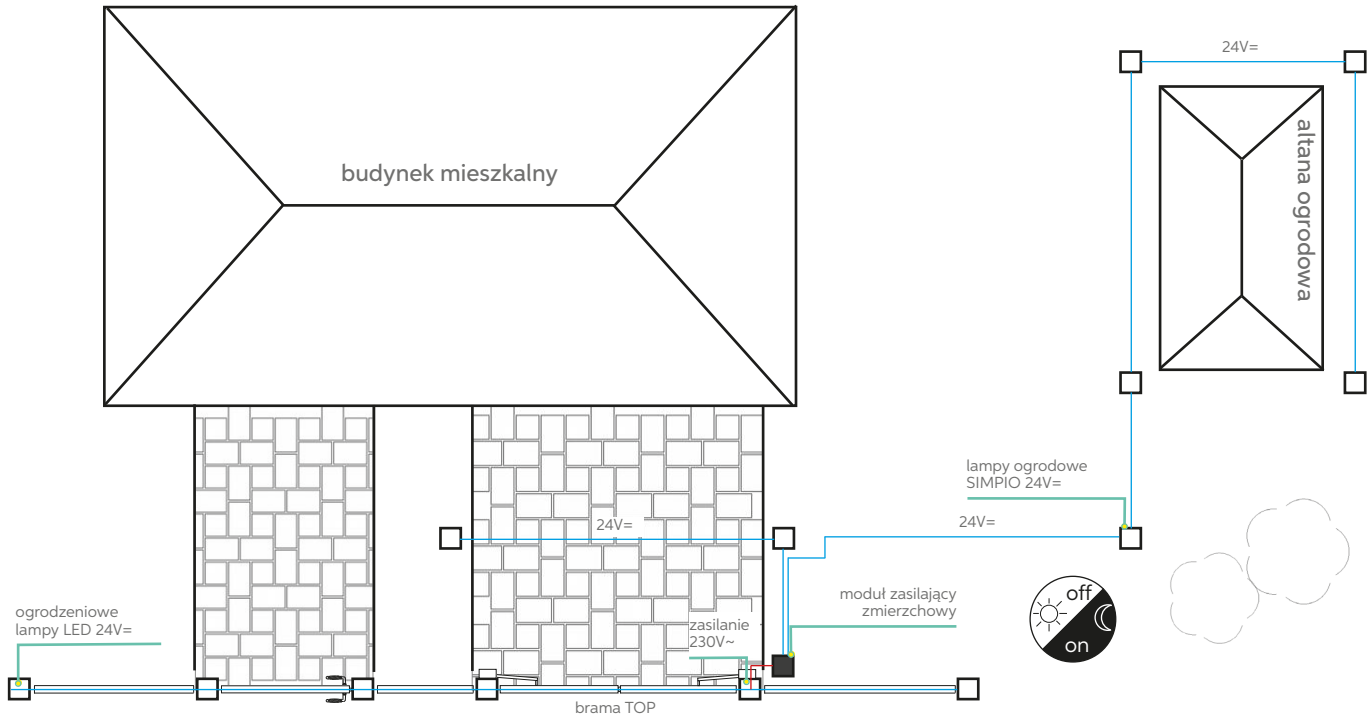 24V=
budynek mieszkalny
altana ogrodowa
lampy ogrodowe
SIMPIO 24V=
24V=
24V=
off
on
moduł zasilający
zmierzchowy
ogrodzeniowe
lampy LED 24V=
zasilanie
230V~
brama TOP